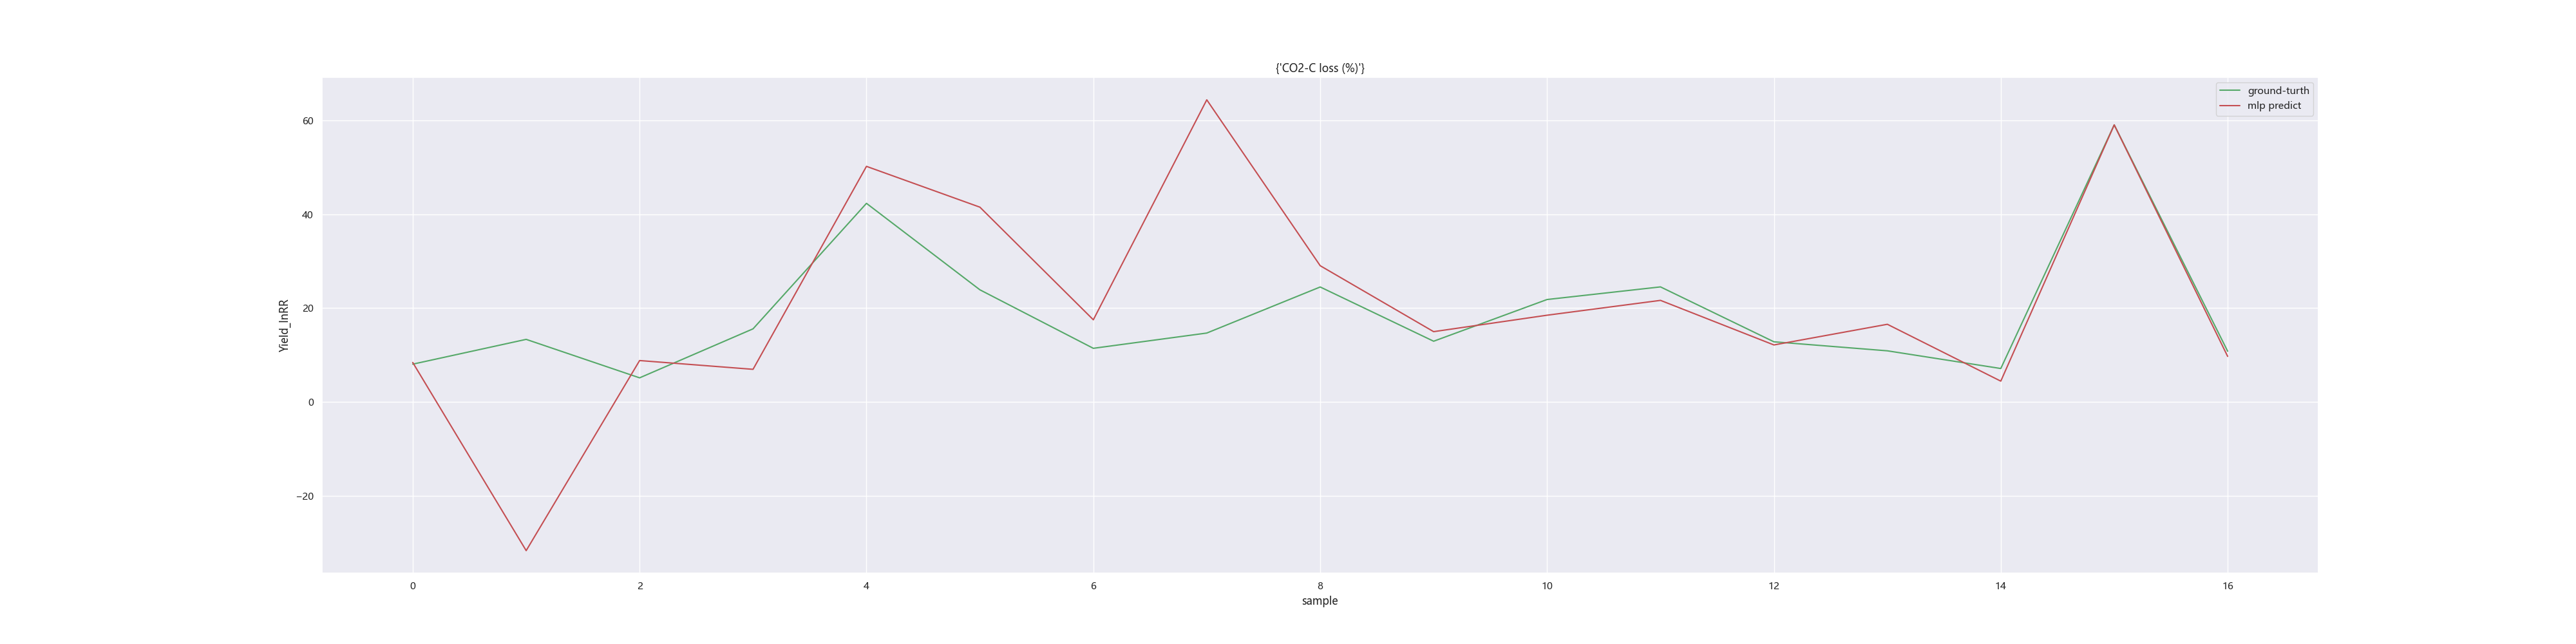 {'CO2-C loss (%)'}
ground-turth
mlp predict
60
40
20
0
−20
Yield_lnRR
0 2 4 6 8 10 12 14 16
sample